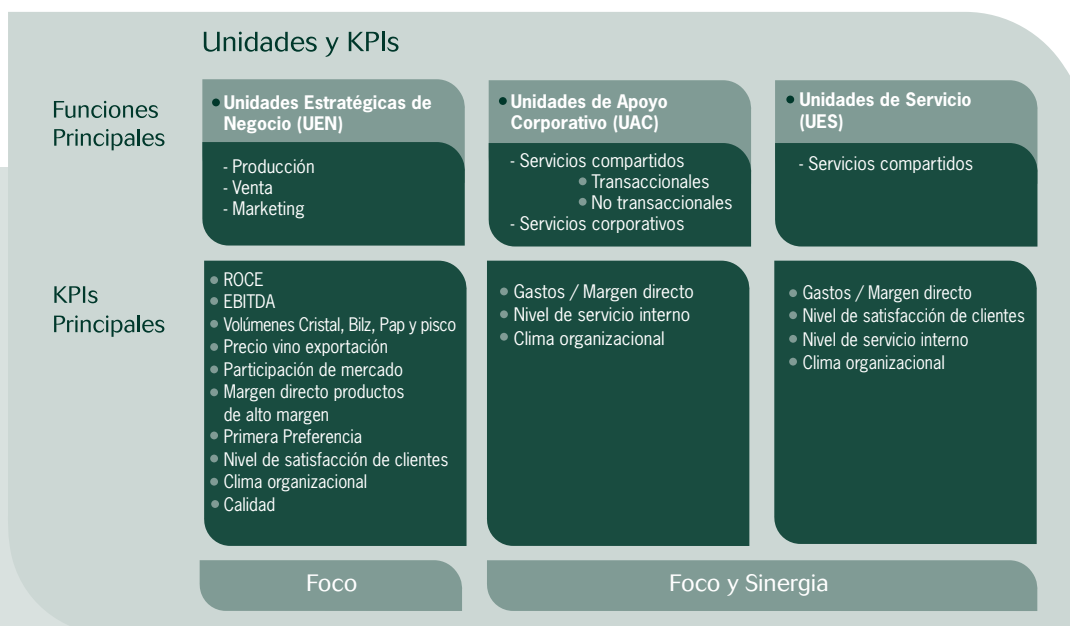 Unidades y KPIs
Funciones
Principales
• Unidades Estratégicas de
Negocio (UEN)
- Producción
- Venta
- Marketing
• Unidades de Apoyo
Corporativo (UAC)
- Servicios compartidos
• Transaccionales
• No transaccionales
- Servicios corporativos
• Unidades de Servicio
(UES)
- Servicios compartidos
KPIs
Principales
• ROCE
• EBITDA
• Volúmenes Cristal, Bilz, Pap y pisco
• Precio vino exportación
• Participación de mercado
• Margen directo productos
de alto margen
• Primera Preferencia
• Nivel de satisfacción de clientes
• Clima organizacional
• Calidad
• Gastos / Margen directo
• Nivel de servicio interno
• Clima organizacional
• Gastos / Margen directo
• Nivel de satisfacción de clientes
• Nivel de servicio interno
• Clima organizacional
Foco
Foco y Sinergia